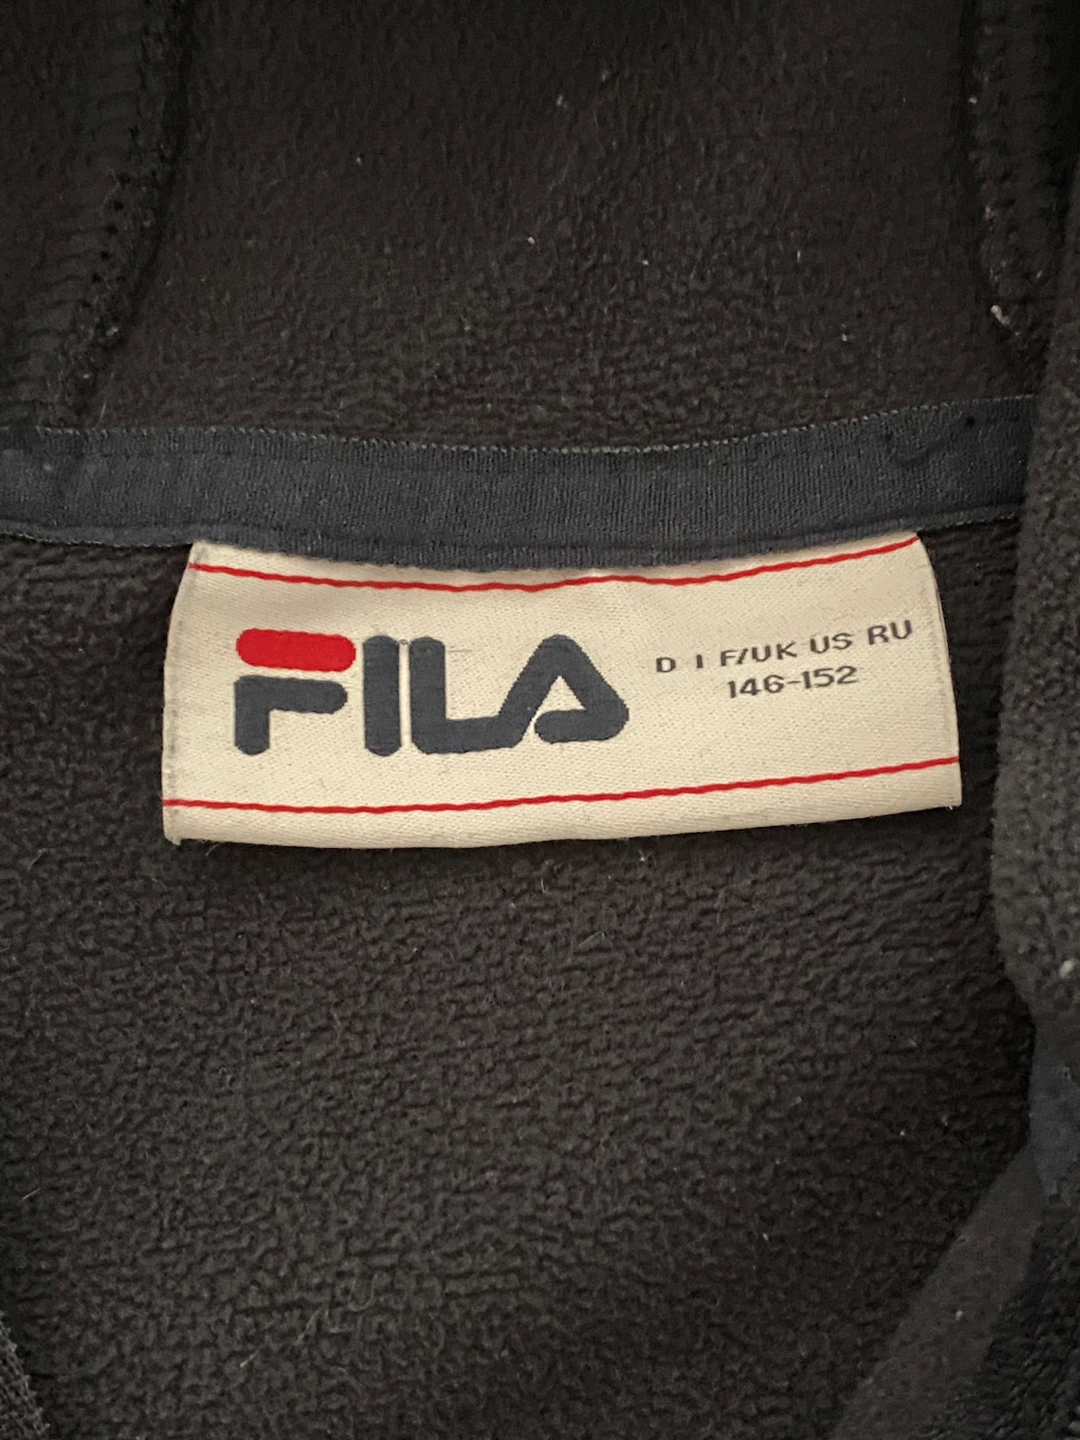 FILA
D I F/UK US RU
146-152